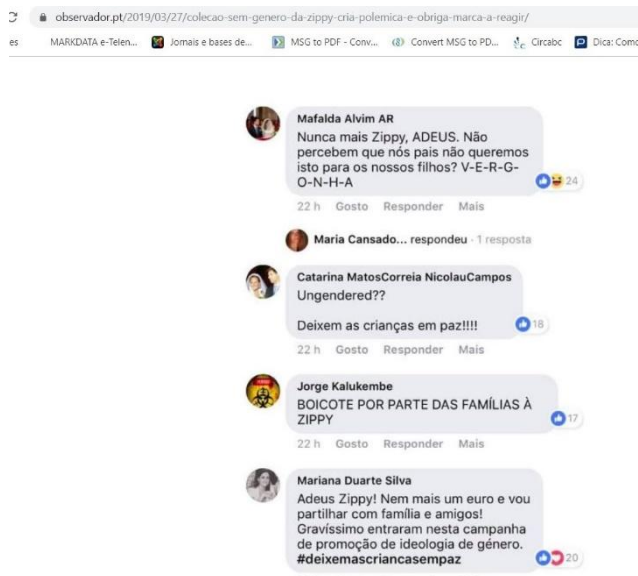 observador.pt/2019/03/27/colecao-sem-genero-da-zippy-cria-polemica-e-obriga-marca-a-reagir/
es MARKDATA e-Telen... Jornais e bases de... MSG to PDF - Conv... Convert MSG to PD... Circabc Dica: Como
Mafalda Alvim AR
Nunca mais Zippy, ADEUS. Não
percebem que nós pais não queremos
isto para os nossos filhos? V-E-R-G-
O-N-H-A
24
22 h Gosto Responder Mais
Maria Cansado... respondeu · 1 resposta
Catarina MatosCorreia NicolauCampos
Ungendered??
Deixem as crianças em paz!!!!
18
22 h Gosto Responder Mais
Jorge Kalukembe
BOICOTE POR PARTE DAS FAMÍLIAS À
ZIPPY
17
22 h Gosto Responder Mais
Mariana Duarte Silva
Adeus Zippy! Nem mais um euro e vou
partilhar com família e amigos!
Gravíssimo entraram nesta campanha
de promoção de ideologia de género.
#deixemascriancasempaz
20